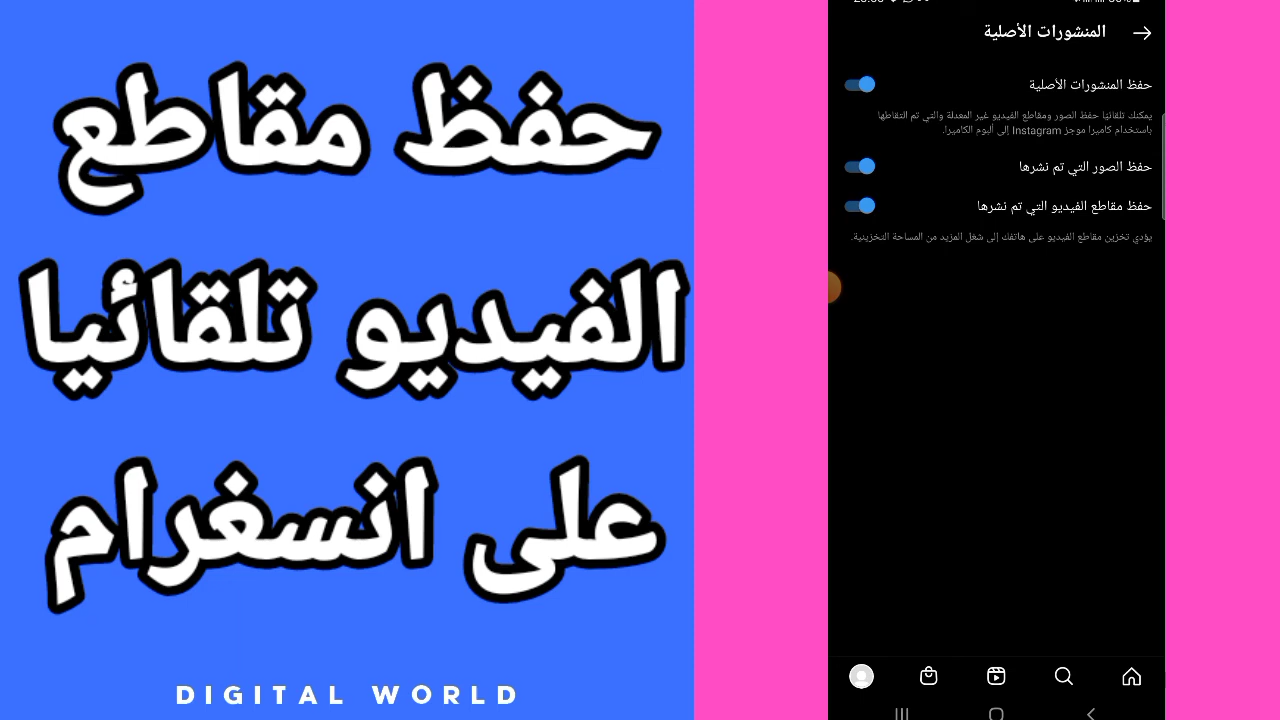 حفظ مقاطع
الفيديو تلقائيا
على انسغرام
DIGITAL WORLD
المنشورات الأصلية
حفظ المنشورات الأصلية
يمكنك تلقائيًا حفظ الصور ومقاطع الفيديو غير المعدلة والتي تم التقاطها
باستخدام كاميرا موجز Instagram إلى ألبوم الكاميرا.
حفظ الصور التي تم نشرها
حفظ مقاطع الفيديو التي تم نشرها
يؤدي تخزين مقاطع الفيديو على هاتفك إلى شغل المزيد من المساحة التخزينية.